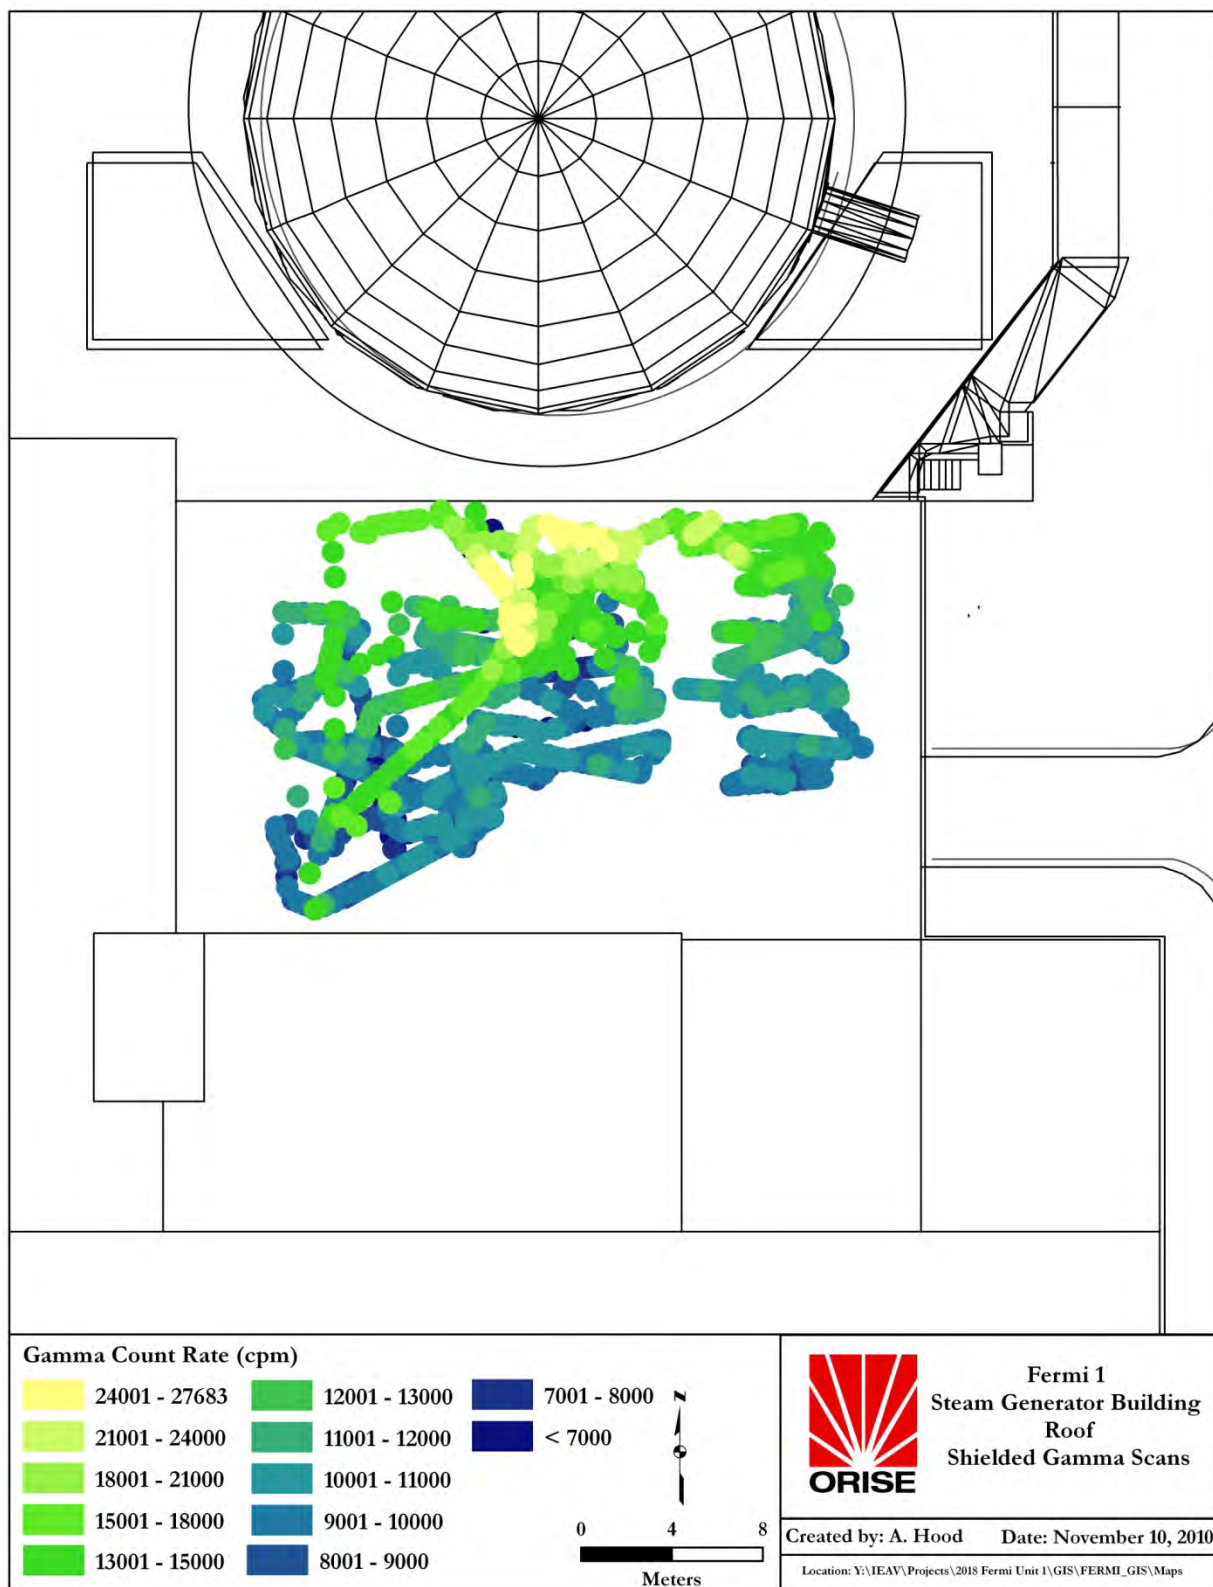 Gamma Count Rate (cpm)
24001 - 27683
21001 - 24000
18001 - 21000
15001 - 18000
13001 - 15000
12001 - 13000
11001 - 12000
10001 - 11000
9001 - 10000
8001 - 9000
7001 - 8000
< 7000
N
0 4 8
Meters
ORISE
Fermi 1
Steam Generator Building
Roof
Shielded Gamma Scans
Created by: A. Hood Date: November 10, 2010
Location: Y:\IEAV\Projects\2018 Fermi Unit 1\GIS\FERMI_GIS\Maps